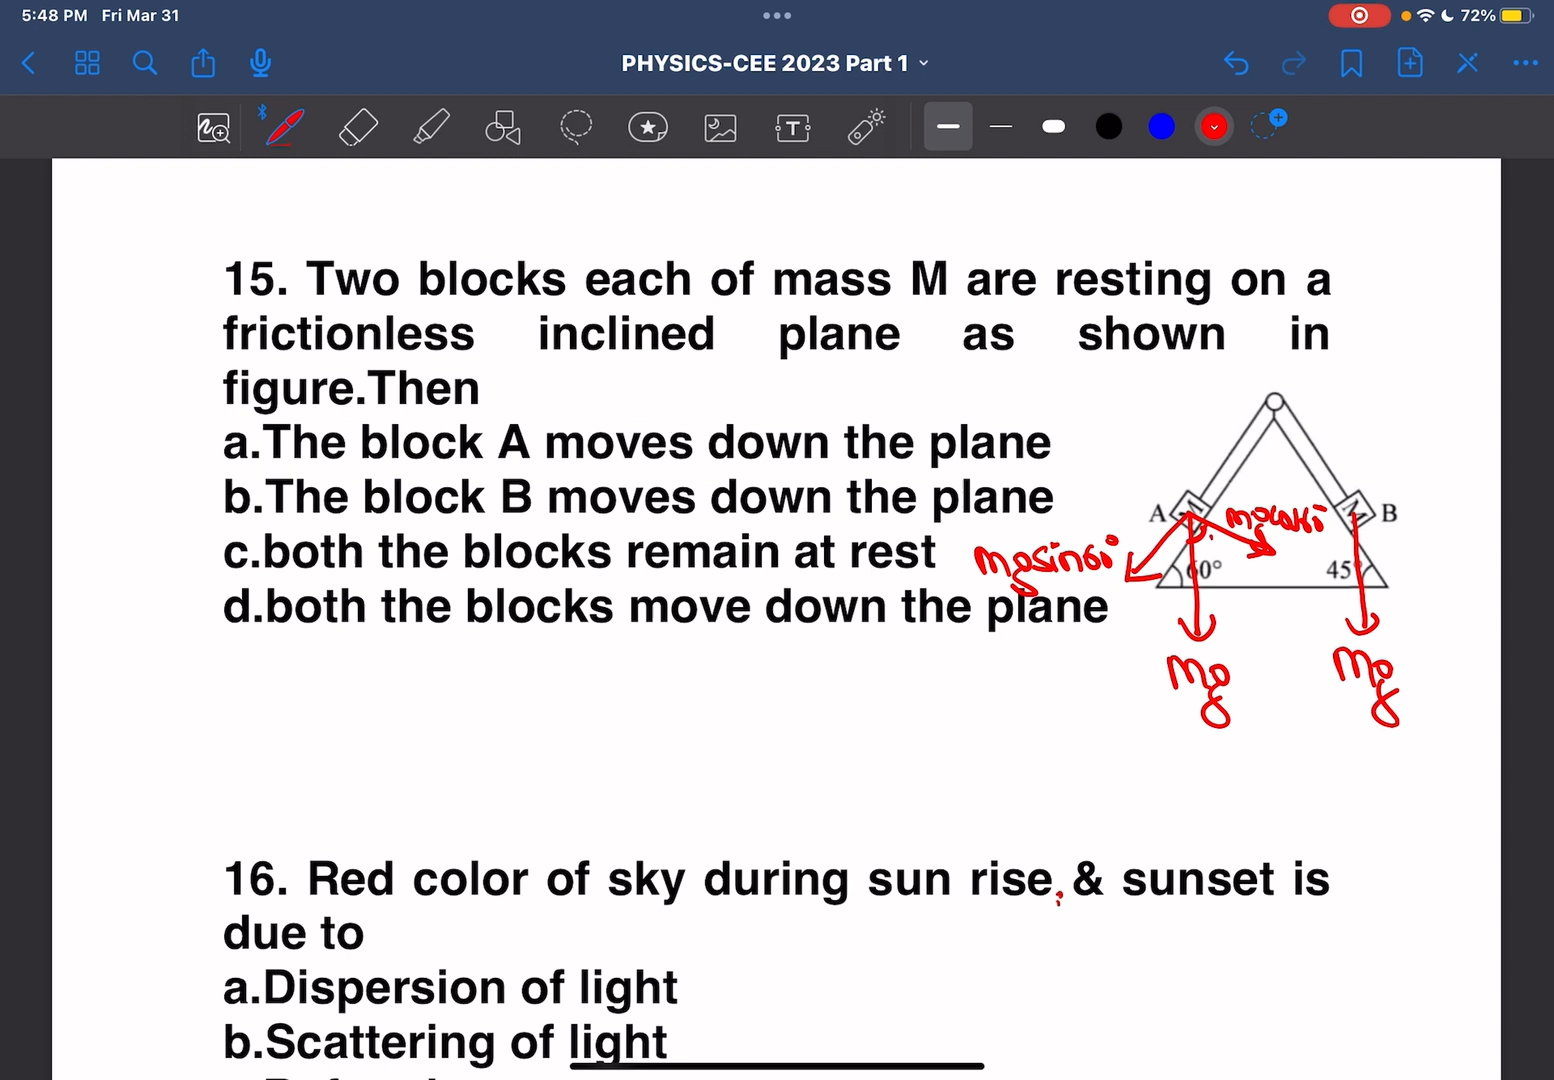 5:48 PM Fri Mar 31
72%
PHYSICS-CEE 2023 Part 1
15. Two blocks each of mass M are resting on a
frictionless inclined plane as shown in
figure.Then
a.The block A moves down the plane
b.The block B moves down the plane
c.both the blocks remain at rest
d.both the blocks move down the plane
A
B
mgsin60°
60°
45
Mg
Mg
16. Red color of sky during sun rise & sunset is
due to
a.Dispersion of light
b.Scattering of light